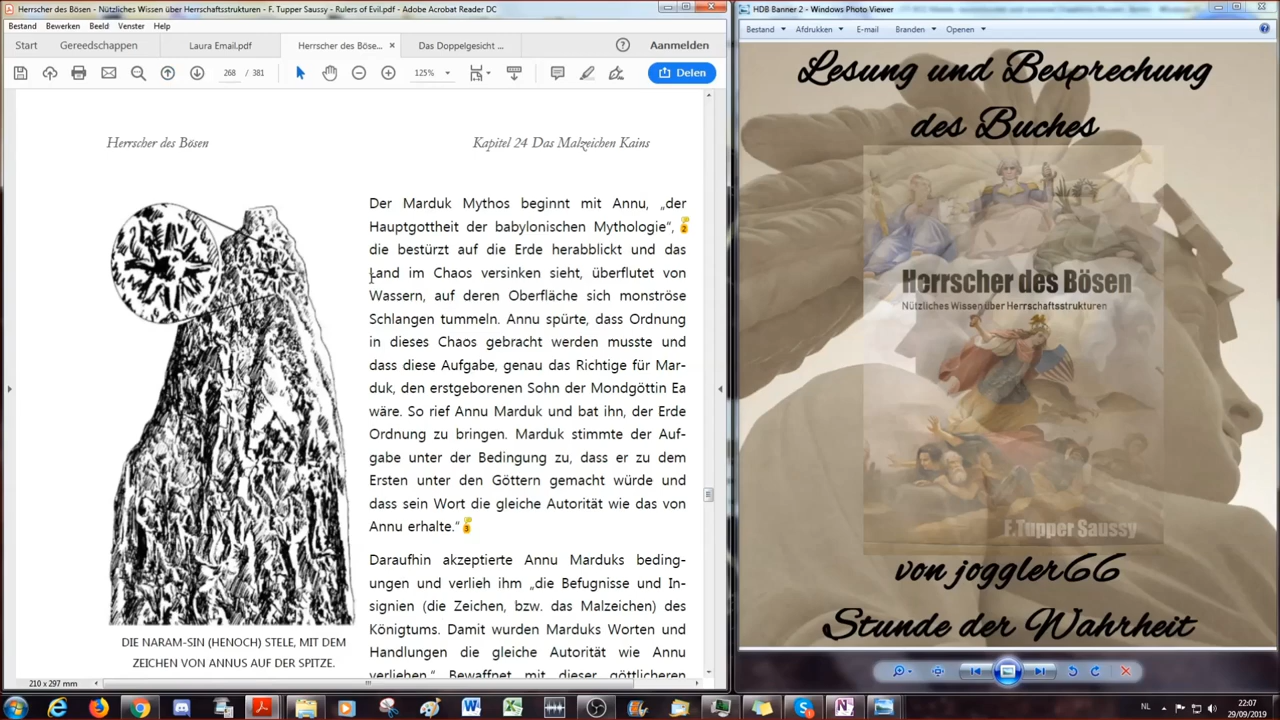 Herrscher des Bösen - Nützliches Wissen über Herrschaftsstrukturen - F. Tupper Saussy - Rulers of Evil.pdf - Adobe Acrobat Reader DC
Bestand Bewerken Beeld Venster Help
Start Gereedschappen Laura Email.pdf Herrscher des Böse... × Das Doppelgesicht ... Anmelden
268 / 381 125% Delen
Herrscher des Bösen Kapitel 24 Das Malzeichen Kains
Der Marduk Mythos beginnt mit Annu, „der
Hauptgottheit der babylonischen Mythologie“, 2
die bestürzt auf die Erde herabblickt und das
Land im Chaos versinken sieht, überflutet von
Wassern, auf deren Oberfläche sich monströse
Schlangen tummeln. Annu spürte, dass Ordnung
in dieses Chaos gebracht werden musste und
dass diese Aufgabe, genau das Richtige für Mar-
duk, den erstgeborenen Sohn der Mondgöttin Ea
wäre. So rief Annu Marduk und bat ihn, der Erde
Ordnung zu bringen. Marduk stimmte der Auf-
gabe unter der Bedingung zu, dass er zu dem
Ersten unter den Göttern gemacht würde und
dass sein Wort die gleiche Autorität wie das von
Annu erhalte.“ 3
Daraufhin akzeptierte Annu Marduks beding-
ungen und verlieh ihm „die Befugnisse und In-
signien (die Zeichen, bzw. das Malzeichen) des
Königtums. Damit wurden Marduks Worten und
Handlungen die gleiche Autorität wie Annu
verliehen.“ Bewaffnet mit dieser göttlicheren
DIE NARAM-SIN (HENOCH) STELE, MIT DEM
ZEICHEN VON ANNUS AUF DER SPITZE.
210 x 297 mm
HDB Banner 2 - Windows Photo Viewer
Bestand Afdrukken E-mail Branden Openen
Lesung und Besprechung
des Buches
Herrscher des Bösen
Nützliches Wissen über Herrschaftsstrukturen
F.Tupper Saussy
von joggler66
Stunde der Wahrheit
NL 22:07
29/09/2019